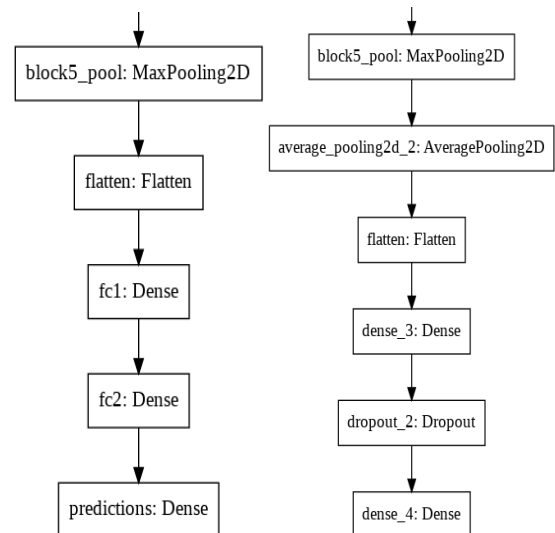 block5_pool: MaxPooling2D
flatten: Flatten
fc1: Dense
fc2: Dense
predictions: Dense
block5_pool: MaxPooling2D
average_pooling2d_2: AveragePooling2D
flatten: Flatten
dense_3: Dense
dropout_2: Dropout
dense_4: Dense